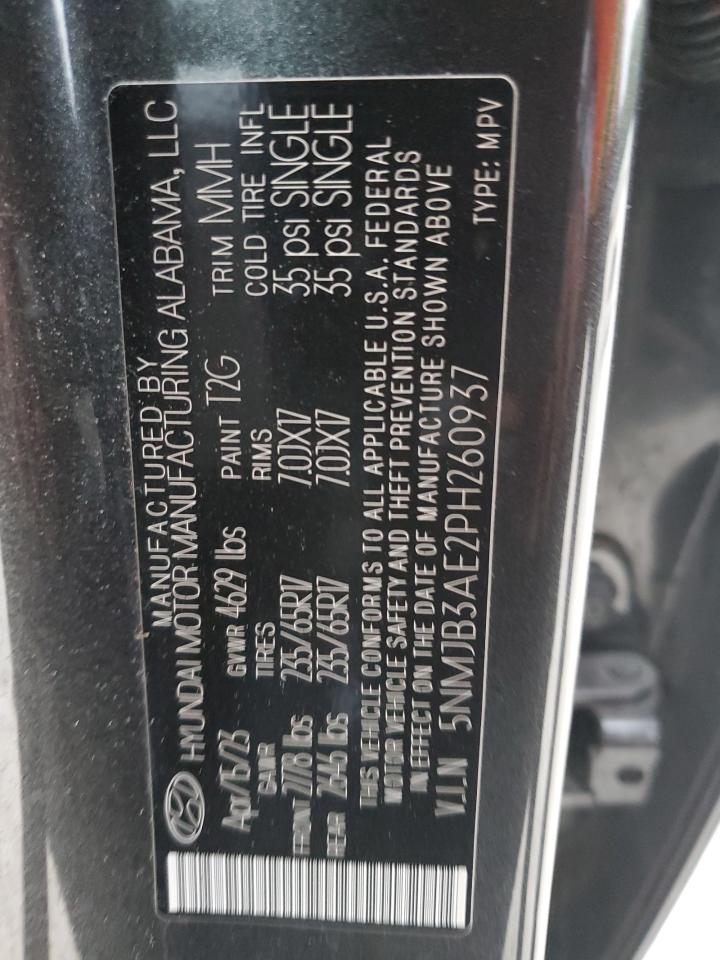 MANUFACTURED BY
HYUNDAI MOTOR MANUFACTURING ALABAMA, LLC
Apr/15/23 GVWR 4629 lbs PAINT T2G TRIM MMH
GAWR TIRES RIMS COLD TIRE INFL
FRONT 2778 lbs 235/65R17 7.0JX17 35 psi SINGLE
REAR 2646 lbs 235/65R17 7.0JX17 35 psi SINGLE
THIS VEHICLE CONFORMS TO ALL APPLICABLE U.S.A. FEDERAL
MOTOR VEHICLE SAFETY AND THEFT PREVENTION STANDARDS
IN EFFECT ON THE DATE OF MANUFACTURE SHOWN ABOVE
V.I.N 5NMJB3AE2PH260937
TYPE: MPV